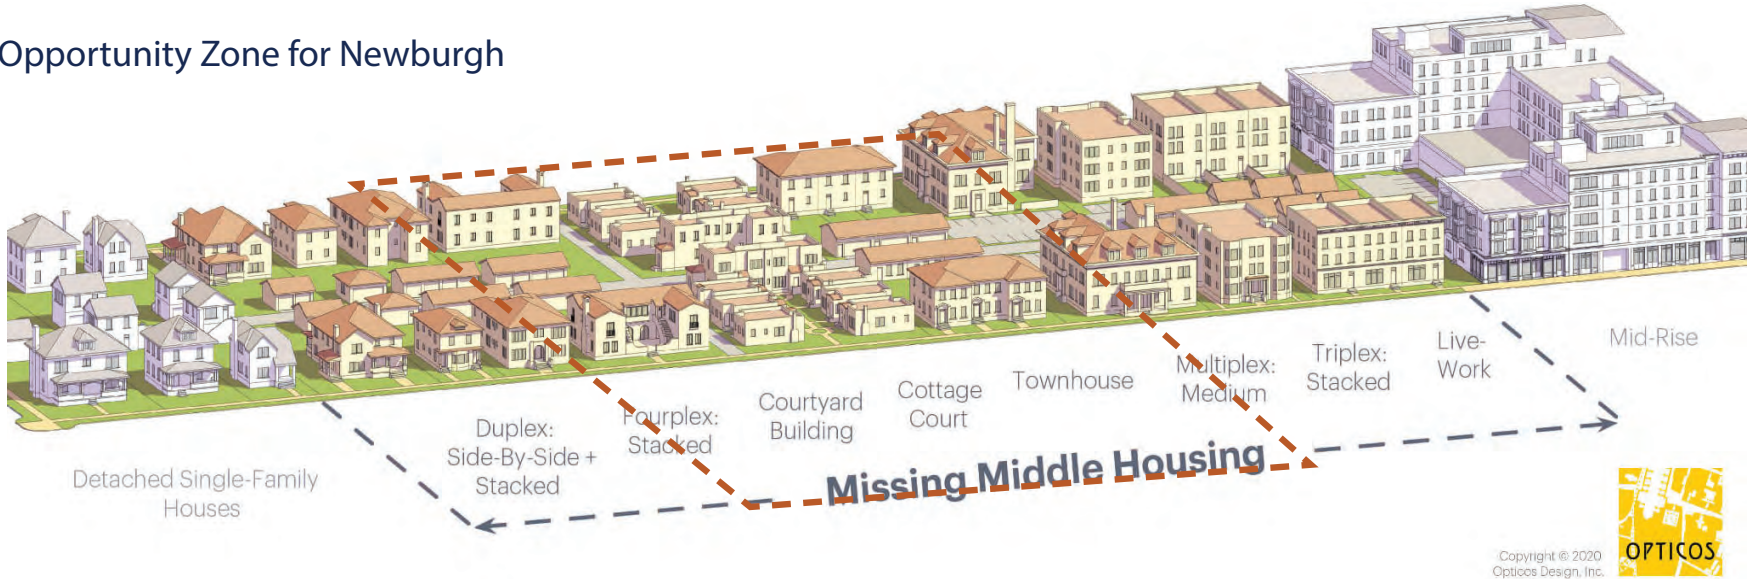 Opportunity Zone for Newburgh
Detached Single-Family
Houses
Duplex:
Side-By-Side +
Stacked
Fourplex:
Stacked
Courtyard
Building
Cottage
Court
Townhouse
Multiplex:
Medium
Triplex:
Stacked
Live-
Work
Mid-Rise
Missing Middle Housing
Copyright © 2020
Opticos Design, Inc.
OPTICOS